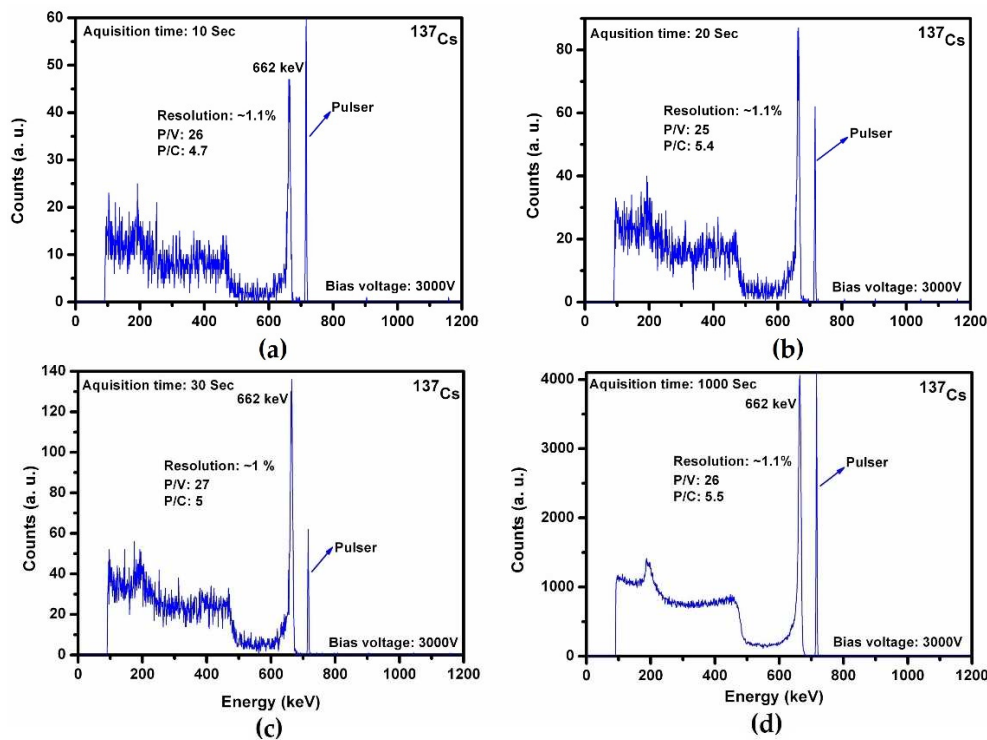 Aquisition time: 10 Sec
137Cs
662 keV
Resolution: ~1.1%
P/V: 26
P/C: 4.7
Pulser
Bias voltage: 3000V
Counts (a. u.)
60
50
40
30
20
10
0
0 200 400 600 800 1000 1200
(a)
Aqusition time: 20 Sec
137Cs
Resolution: ~1.1%
P/V: 25
P/C: 5.4
Pulser
Bias voltage: 3000V
Counts (a. u.)
80
60
40
20
0
0 200 400 600 800 1000 1200
(b)
Aquisition time: 30 Sec
137Cs
662 keV
Resolution: ~1 %
P/V: 27
P/C: 5
Pulser
Bias voltage: 3000V
Counts (a. u.)
140
120
100
80
60
40
20
0
0 200 400 600 800 1000 1200
Energy (keV)
(c)
Aquisition time: 1000 Sec
137Cs
662 keV
Resolution: ~1.1%
P/V: 26
P/C: 5.5
Pulser
Bias voltage: 3000V
Counts (a. u.)
4000
3000
2000
1000
0
0 200 400 600 800 1000 1200
Energy (keV)
(d)